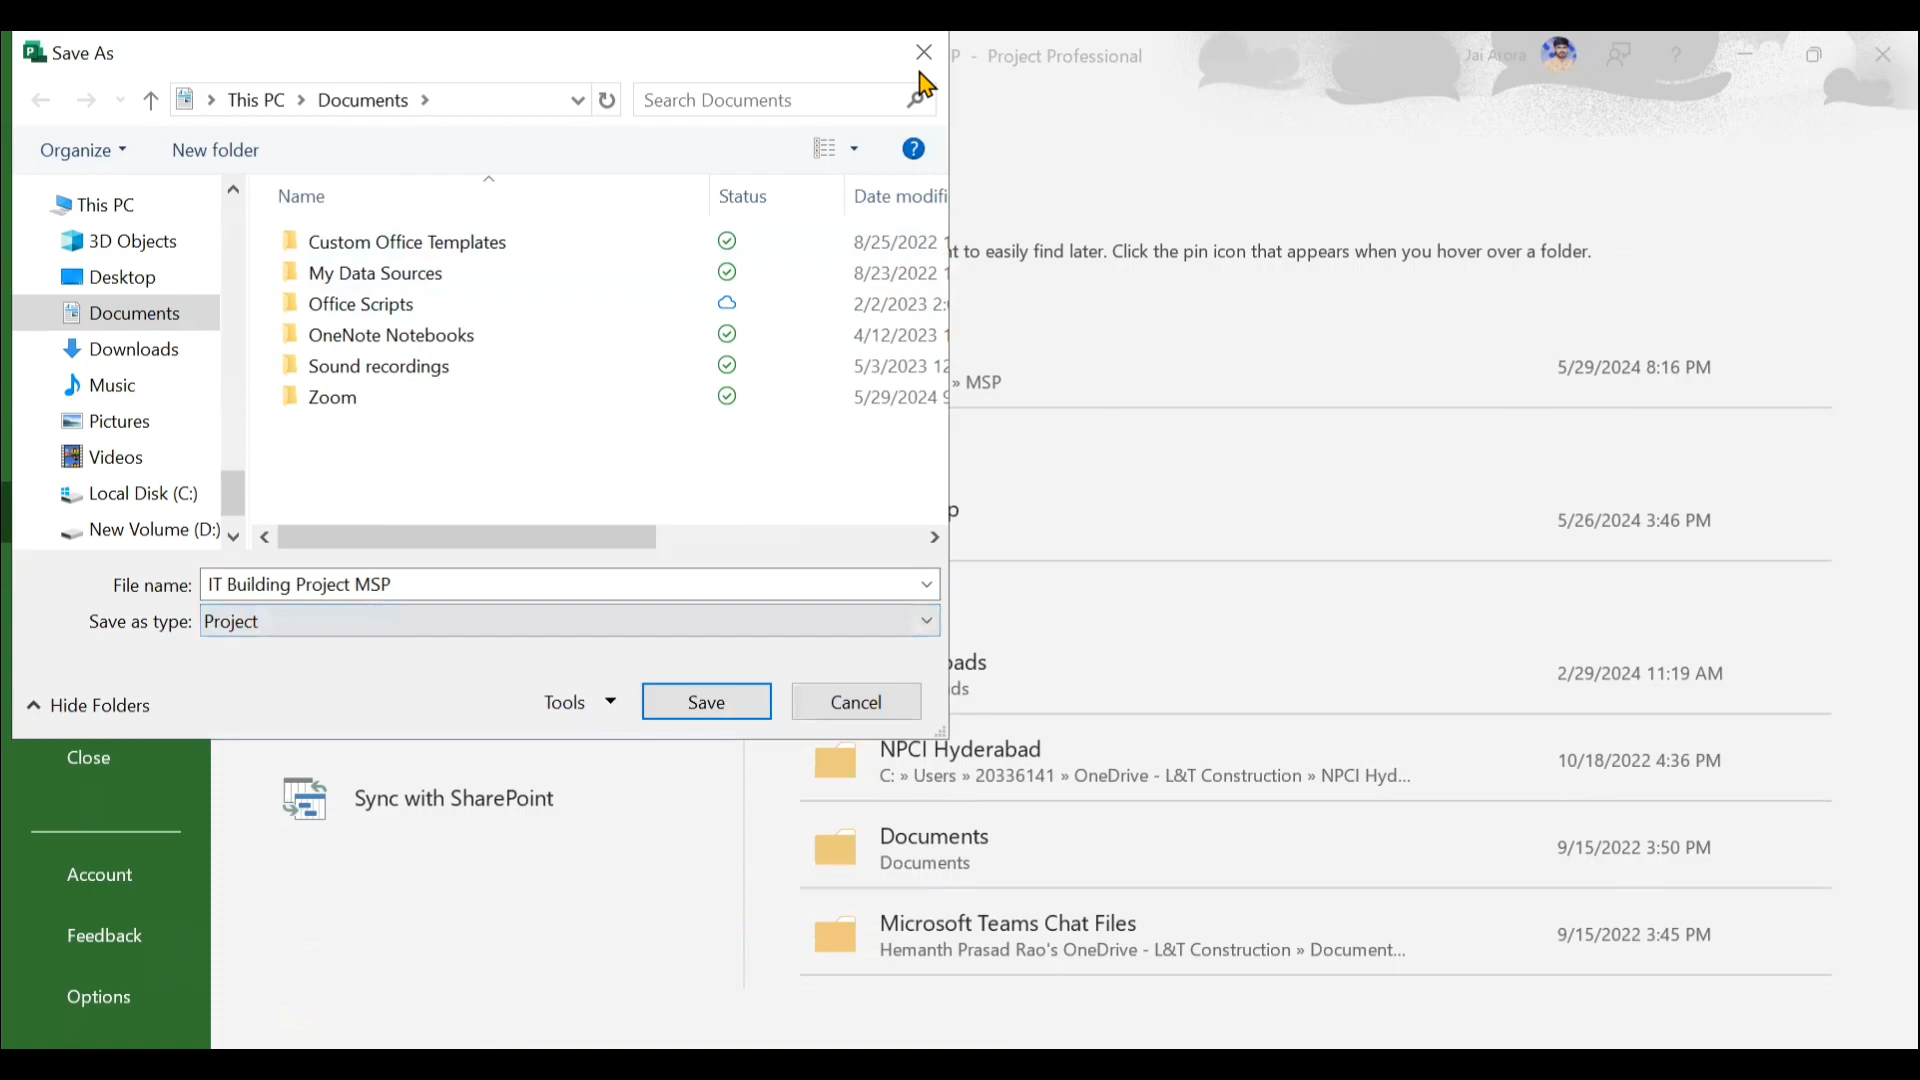 Save As
P - Project Professional
Jai Arora
?
This PC
Documents
Search Documents
Organize
New folder
?
This PC
3D Objects
Desktop
Documents
Downloads
Music
Pictures
Videos
Local Disk (C:)
New Volume (D:)
Name Status Date modifi
Custom Office Templates 8/25/2022 1
My Data Sources 8/23/2022 1
Office Scripts 2/2/2023 2:
OneNote Notebooks 4/12/2023 1
Sound recordings 5/3/2023 12
Zoom 5/29/2024 9
File name: IT Building Project MSP
Save as type: Project
Hide Folders
Tools
Save
Cancel
t to easily find later. Click the pin icon that appears when you hover over a folder.
5/29/2024 8:16 PM
» MSP
p
5/26/2024 3:46 PM
oads
ds
2/29/2024 11:19 AM
Close
Account
Feedback
Options
Sync with SharePoint
NPCI Hyderabad
C: » Users » 20336141 » OneDrive - L&T Construction » NPCI Hyd...
10/18/2022 4:36 PM
Documents
Documents
9/15/2022 3:50 PM
Microsoft Teams Chat Files
Hemanth Prasad Rao's OneDrive - L&T Construction » Document...
9/15/2022 3:45 PM